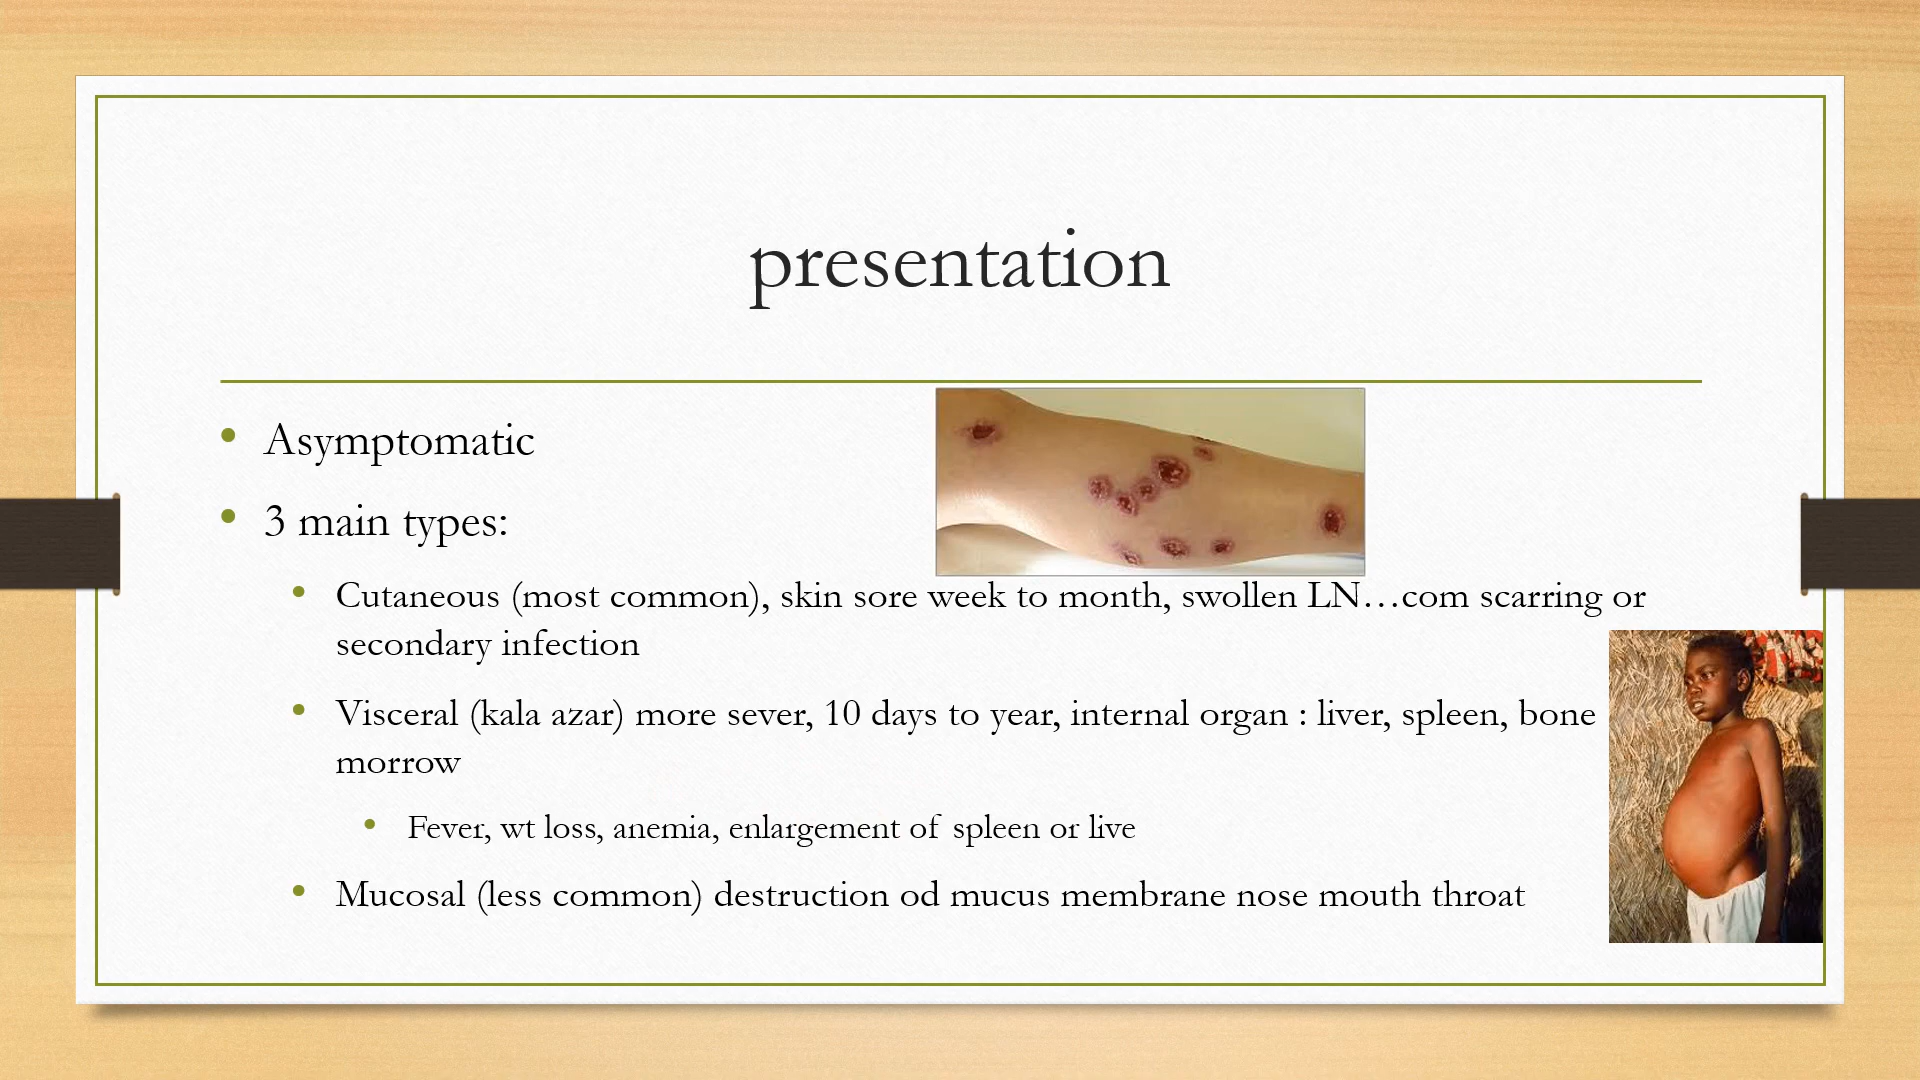 presentation
• Asymptomatic
• 3 main types:
• Cutaneous (most common), skin sore week to month, swollen LN…com scarring or
secondary infection
• Visceral (kala azar) more sever, 10 days to year, internal organ : liver, spleen, bone
morrow
• Fever, wt loss, anemia, enlargement of spleen or live
• Mucosal (less common) destruction od mucus membrane nose mouth throat